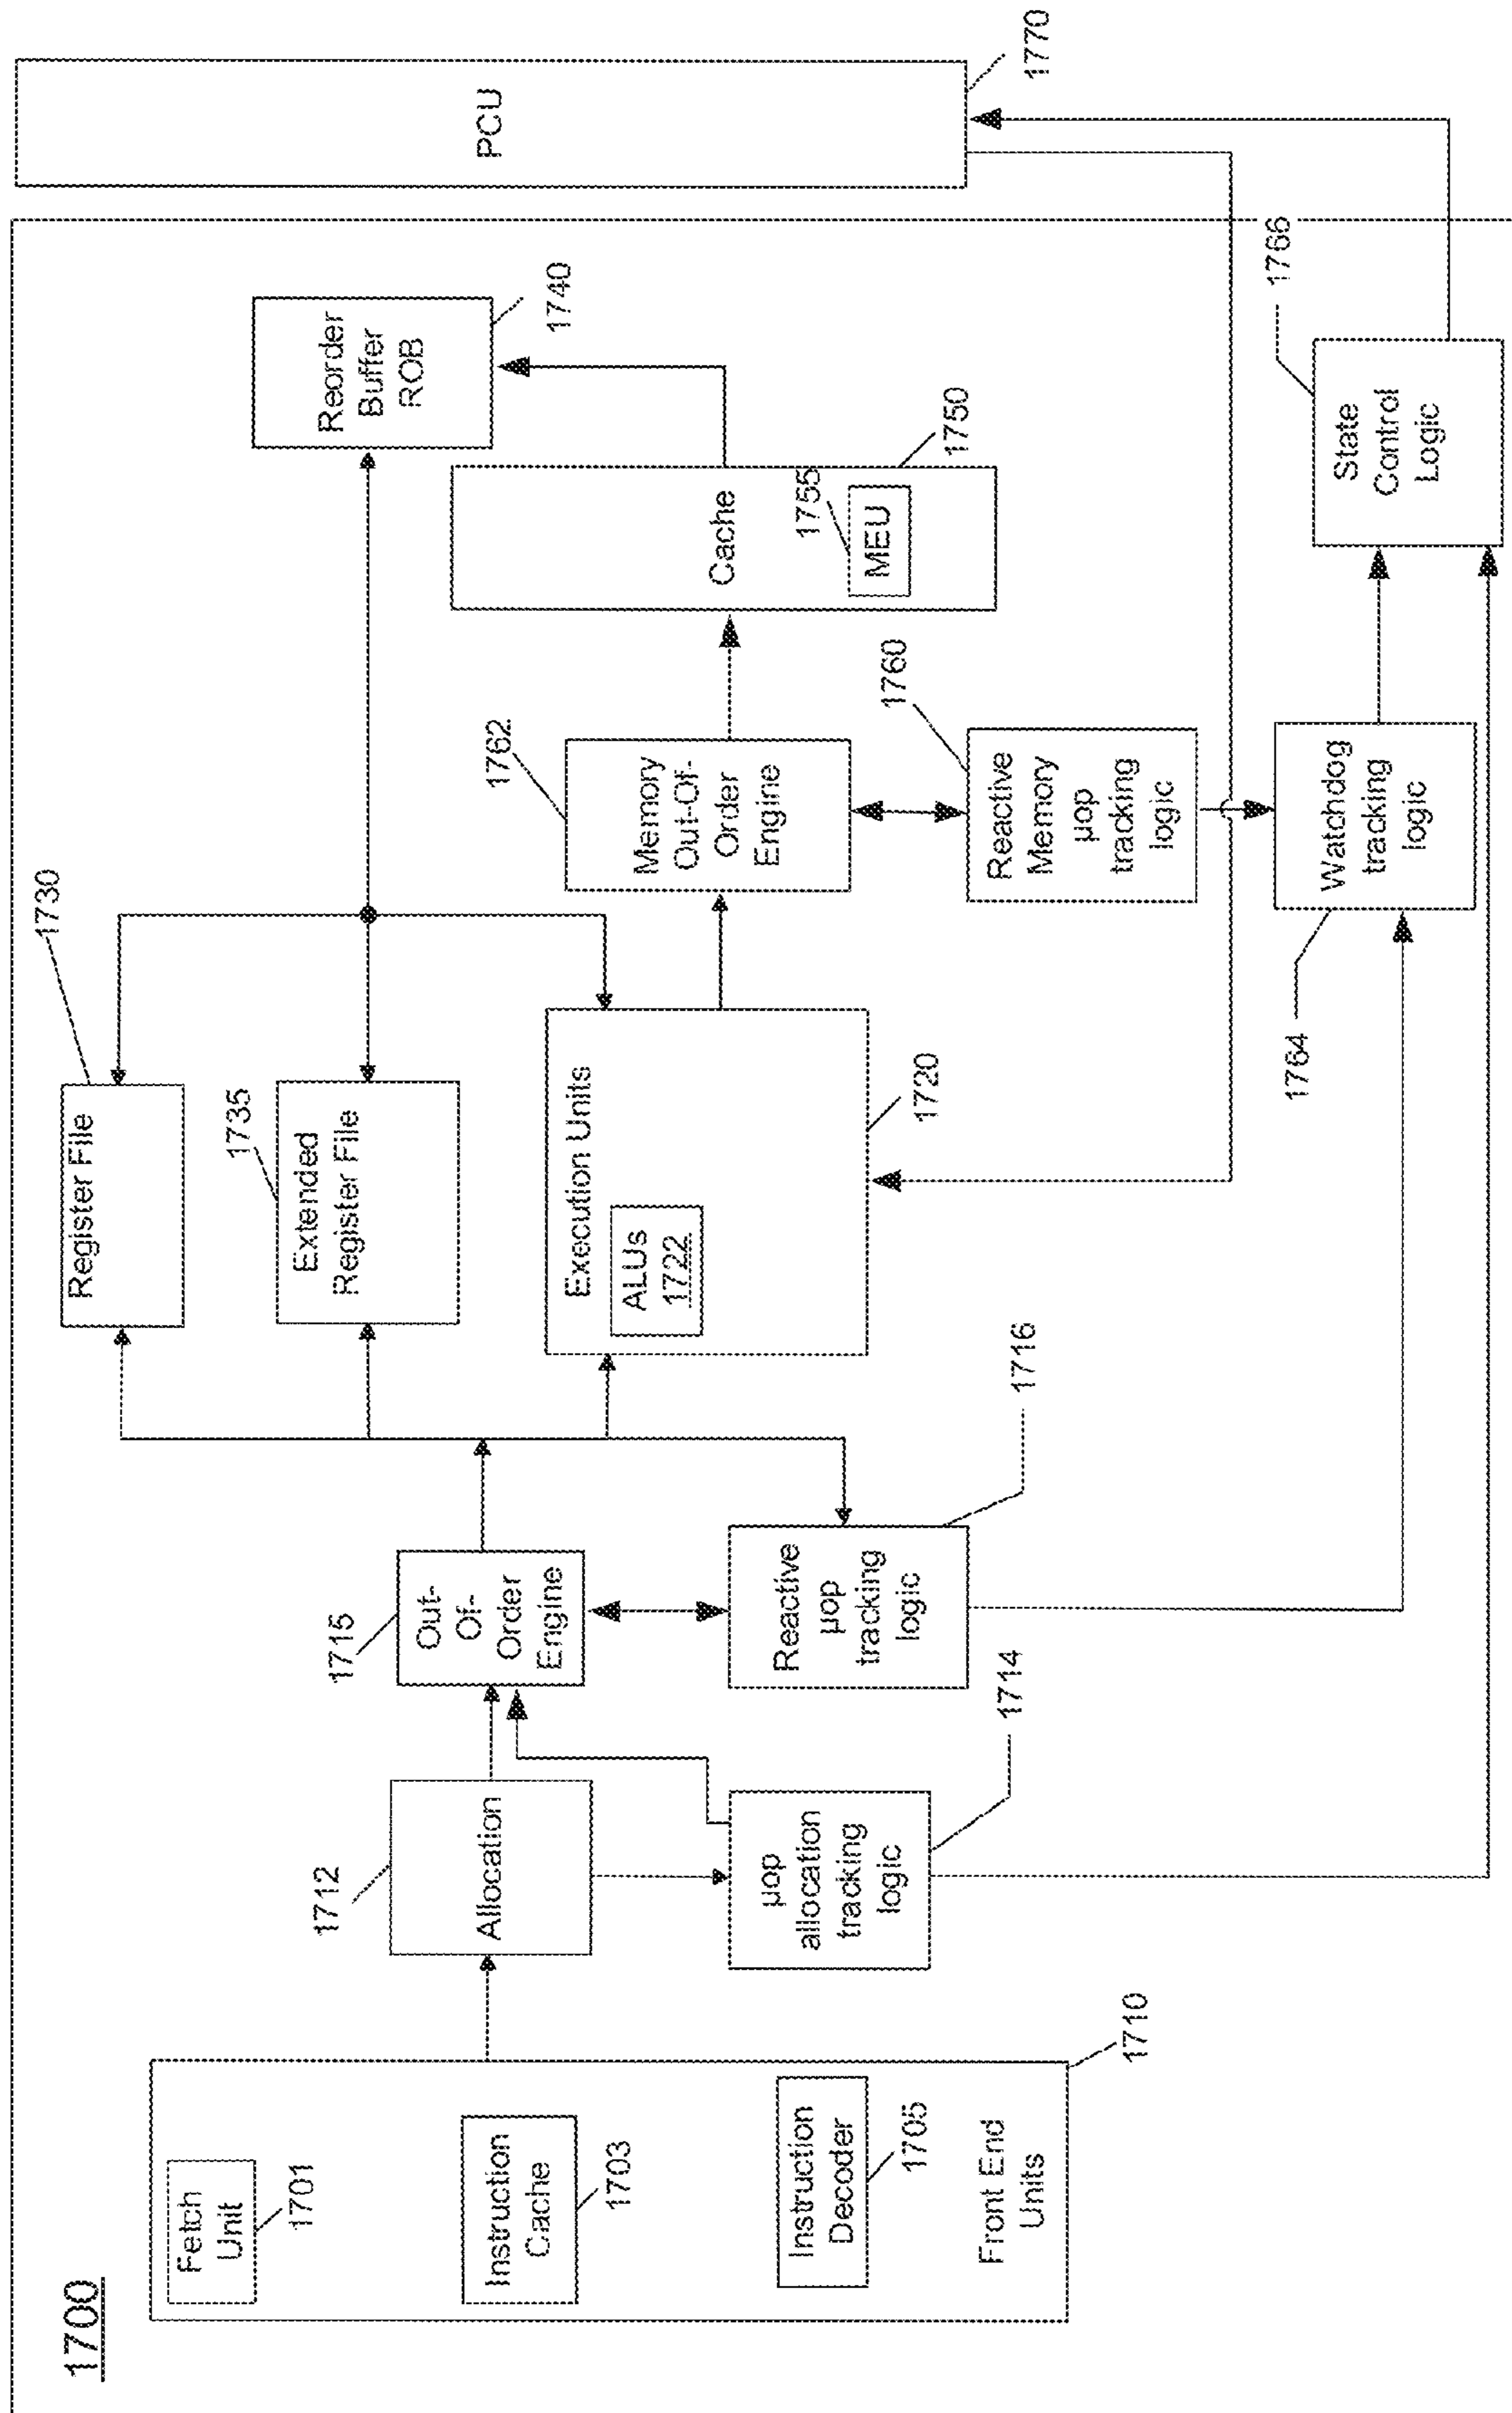 1700
Fetch
Unit
1701
Instruction
Cache
1703
Instruction
Decoder
1705
Front End
Units
1710
1712
Allocation
µop
allocation
tracking
logic
1714
1715
Out-
Of-
Order
Engine
Reactive
µop
tracking
logic
1716
1730
Register File
1735
Extended
Register File
Execution Units
ALUs
1722
1720
1762
Memory
Out-Of-
Order
Engine
1760
Reactive
Memory
µop
tracking
logic
1764
Watchdog
tracking
logic
Reorder
Buffer
ROB
1740
Cache
1750
1755
MEU
1766
State
Control
Logic
PCU
1770